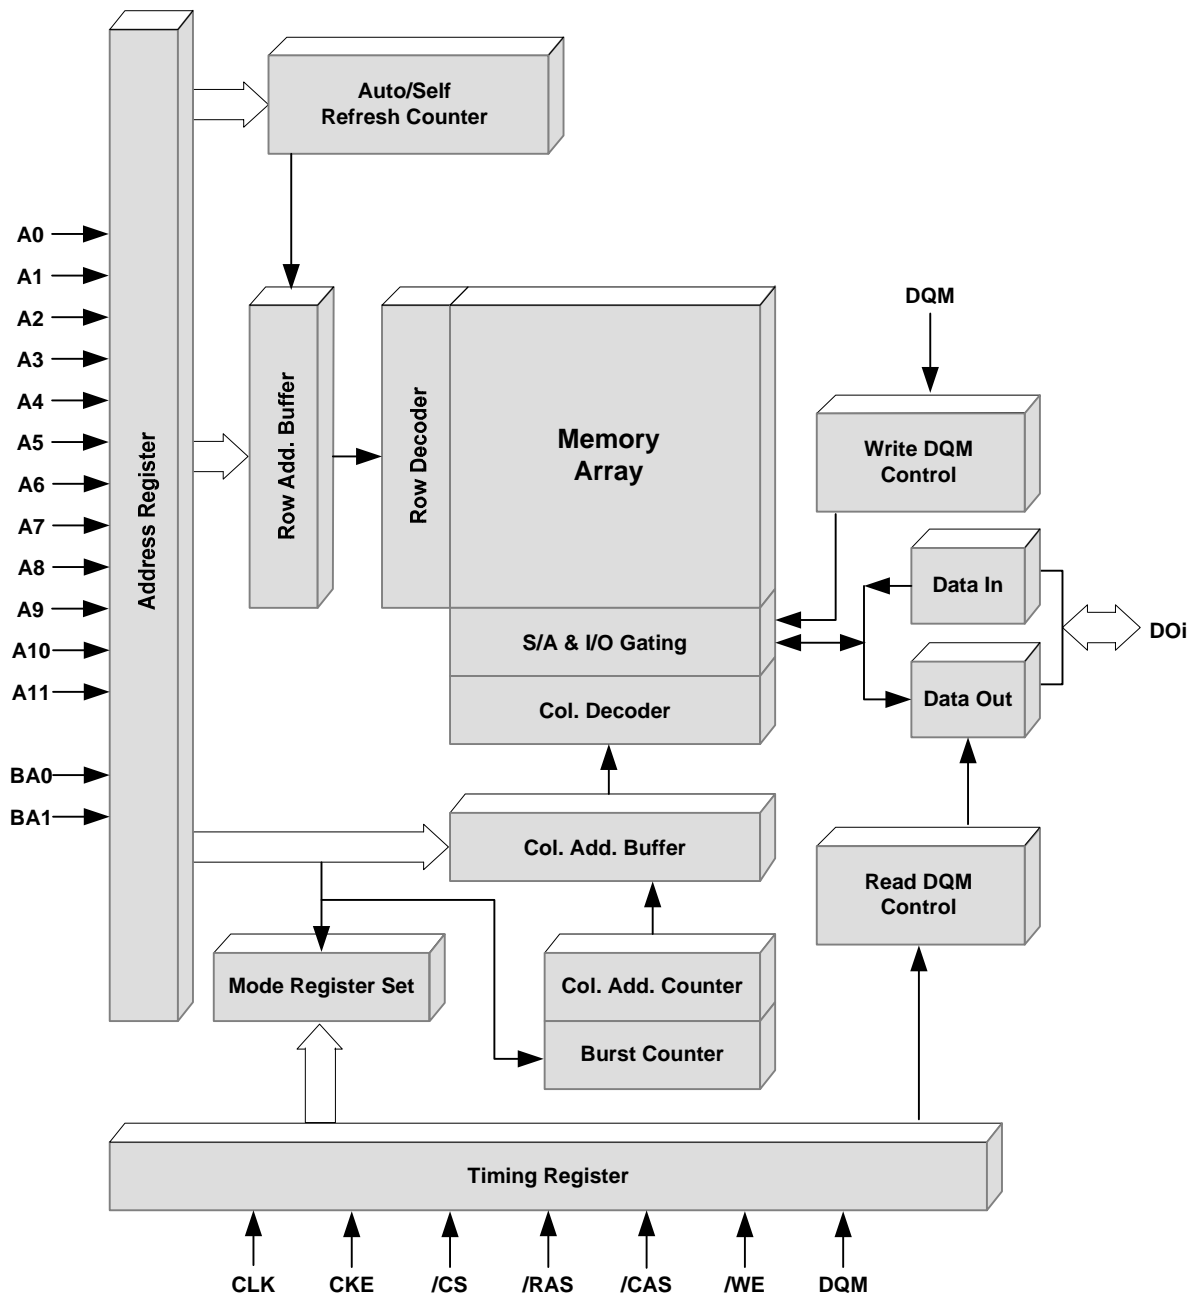 Auto/Self
Refresh Counter
A0
A1
A2
A3
A4
A5
A6
A7
A8
A9
A10
A11
BA0
BA1
Address Register
Row Add. Buffer
Row Decoder
Memory
Array
S/A & I/O Gating
Col. Decoder
DQM
Write DQM
Control
Data In
Data Out
DOi
Col. Add. Buffer
Read DQM
Control
Mode Register Set
Col. Add. Counter
Burst Counter
Timing Register
CLK
CKE
/CS
/RAS
/CAS
/WE
DQM